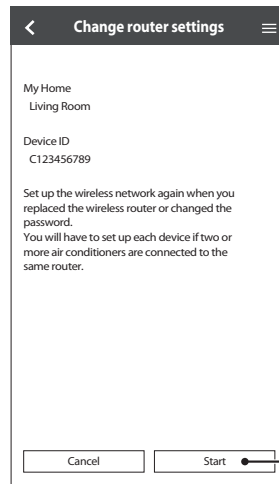 Change router settings
My Home
Living Room
Device ID
C123456789
Set up the wireless network again when you
replaced the wireless router or changed the
password.
You will have to set up each device if two or
more air conditioners are connected to the
same router.
Cancel
Start